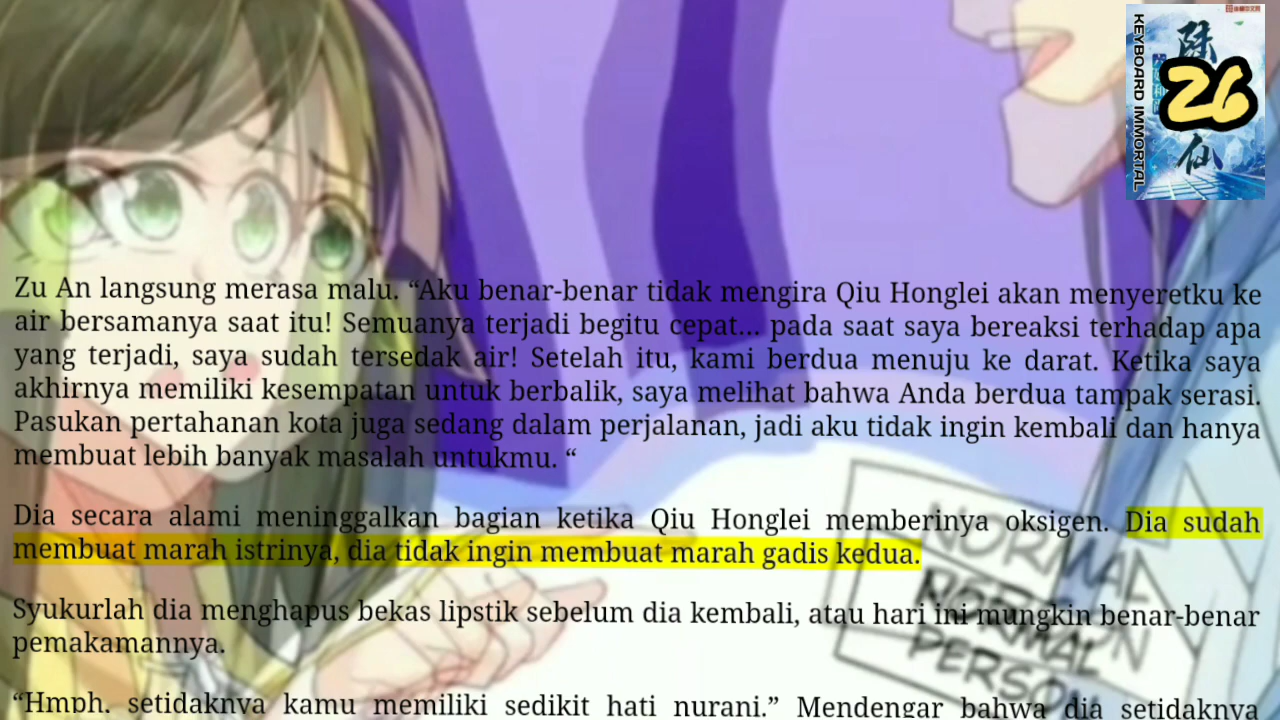 KEYBOARD IMMORTAL
陸
仙
26
Zu An langsung merasa malu. “Aku benar-benar tidak mengira Qiu Honglei akan menyeretku ke
air bersamanya saat itu! Semuanya terjadi begitu cepat... pada saat saya bereaksi terhadap apa
yang terjadi, saya sudah tersedak air! Setelah itu, kami berdua menuju ke darat. Ketika saya
akhirnya memiliki kesempatan untuk berbalik, saya melihat bahwa Anda berdua tampak serasi.
Pasukan pertahanan kota juga sedang dalam perjalanan, jadi aku tidak ingin kembali dan hanya
membuat lebih banyak masalah untukmu. “
Dia secara alami meninggalkan bagian ketika Qiu Honglei memberinya oksigen. Dia sudah
membuat marah istrinya, dia tidak ingin membuat marah gadis kedua.
Syukurlah dia menghapus bekas lipstik sebelum dia kembali, atau hari ini mungkin benar-benar
pemakamannya.
“Hmph, setidaknya kamu memiliki sedikit hati nurani.” Mendengar bahwa dia setidaknya
NORMAL
PERSON
NORMAL
PERSON